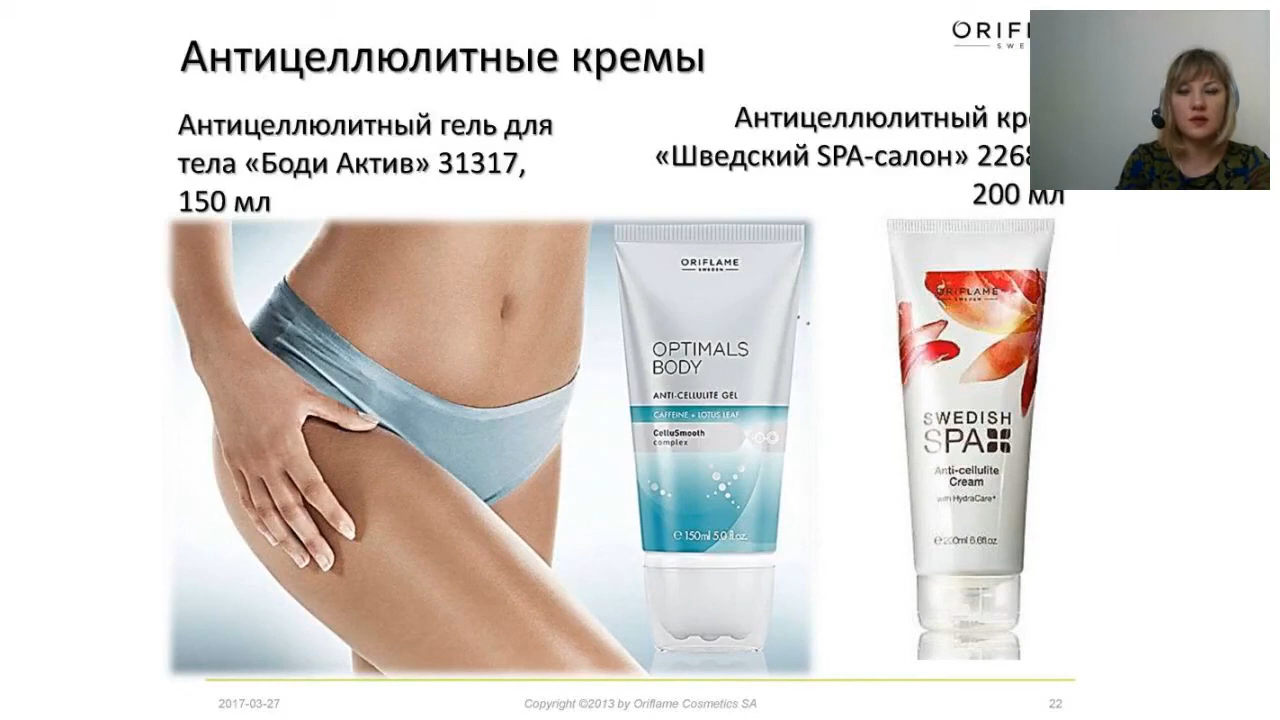 Антицеллюлитные кремы
Антицеллюлитный гель для
тела «Боди Актив» 31317,
150 мл
Антицеллюлитный
«Шведский SPA-салон»
200 мл
ORIFLAME
SWEDEN
OPTIMALS
BODY
ANTI-CELLULITE GEL
CAFFEINE + LOTUS LEAF
CelluSmooth
complex
℮150ml 5.0 fl.oz.
ORIFLAME
SWEDEN
SWEDISH
SPA
Anti-cellulite
Cream
with HydraCare+
℮200ml 6.6fl.oz.
2017-03-27
Copyright ©2013 by Oriflame Cosmetics SA
22